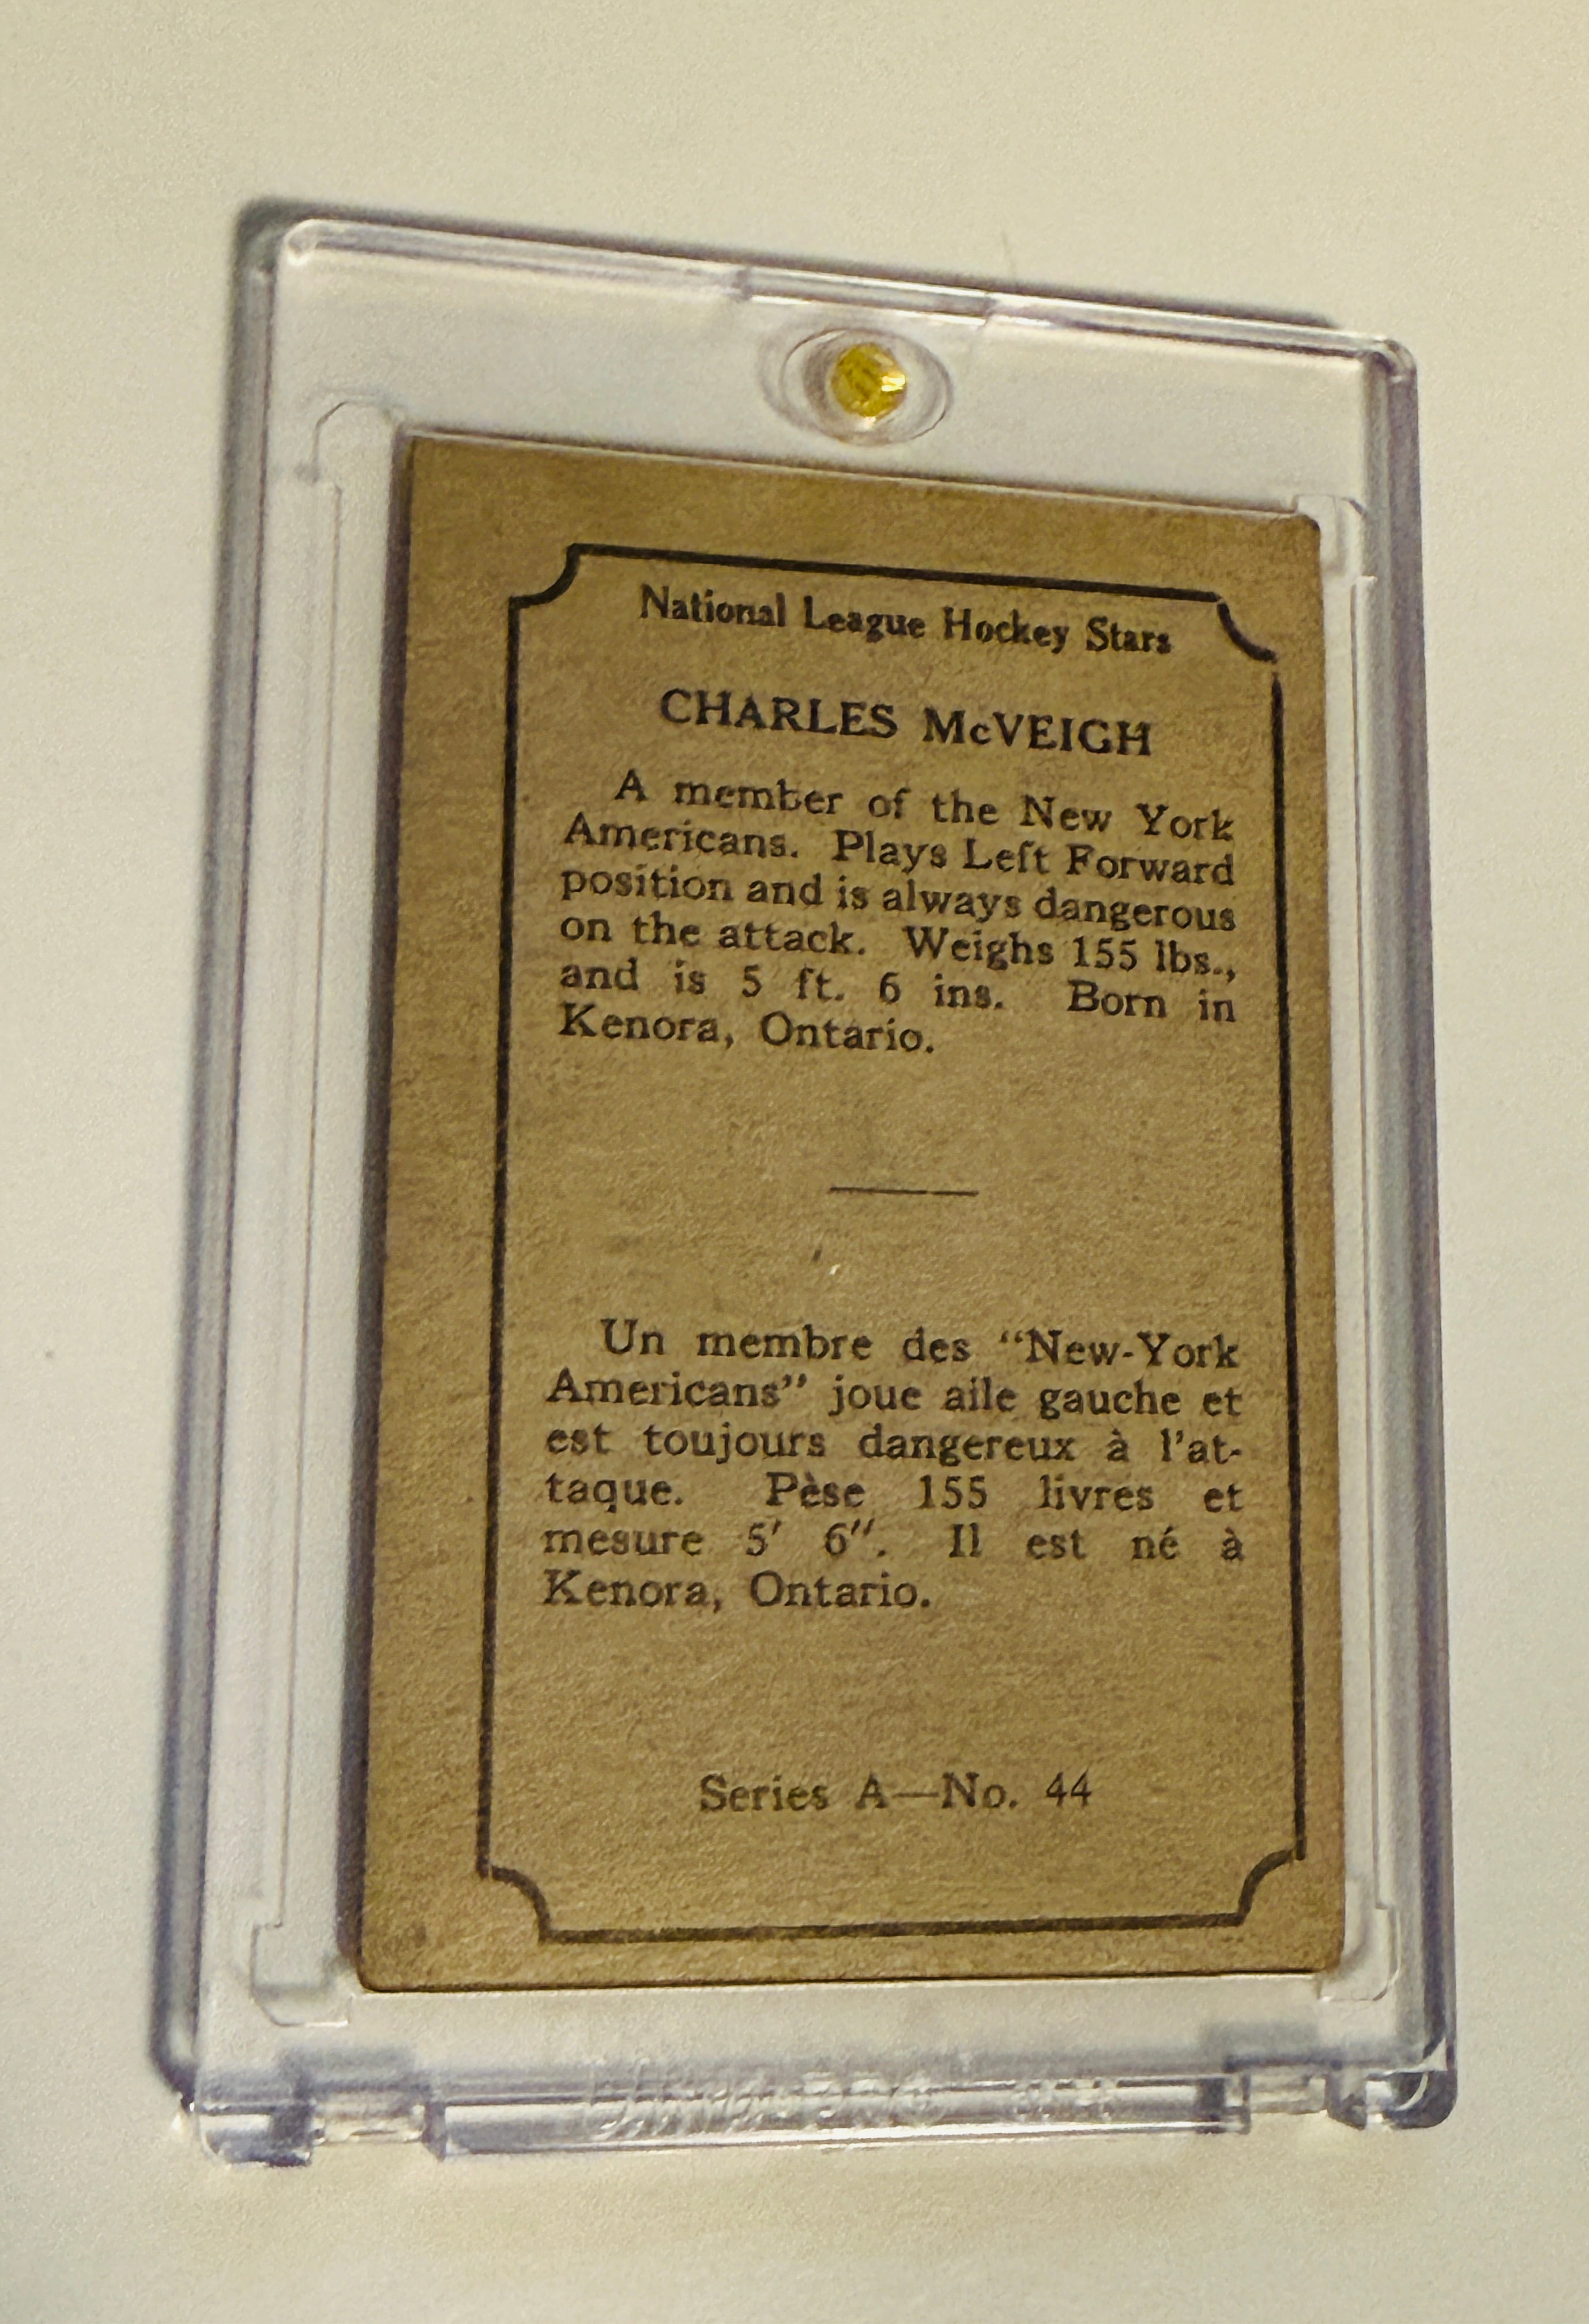 National League Hockey Stars
CHARLES McVEIGH
A member of the New York
Americans. Plays Left Forward
position and is always dangerous
on the attack. Weighs 155 lbs.,
and is 5 ft. 6 ins. Born in
Kenora, Ontario.
Un membre des "New-York
Americans" joue aile gauche et
est toujours dangereux à l'at-
taque. Pèse 155 livres et
mesure 5' 6". Il est né à
Kenora, Ontario.
Series A—No. 44